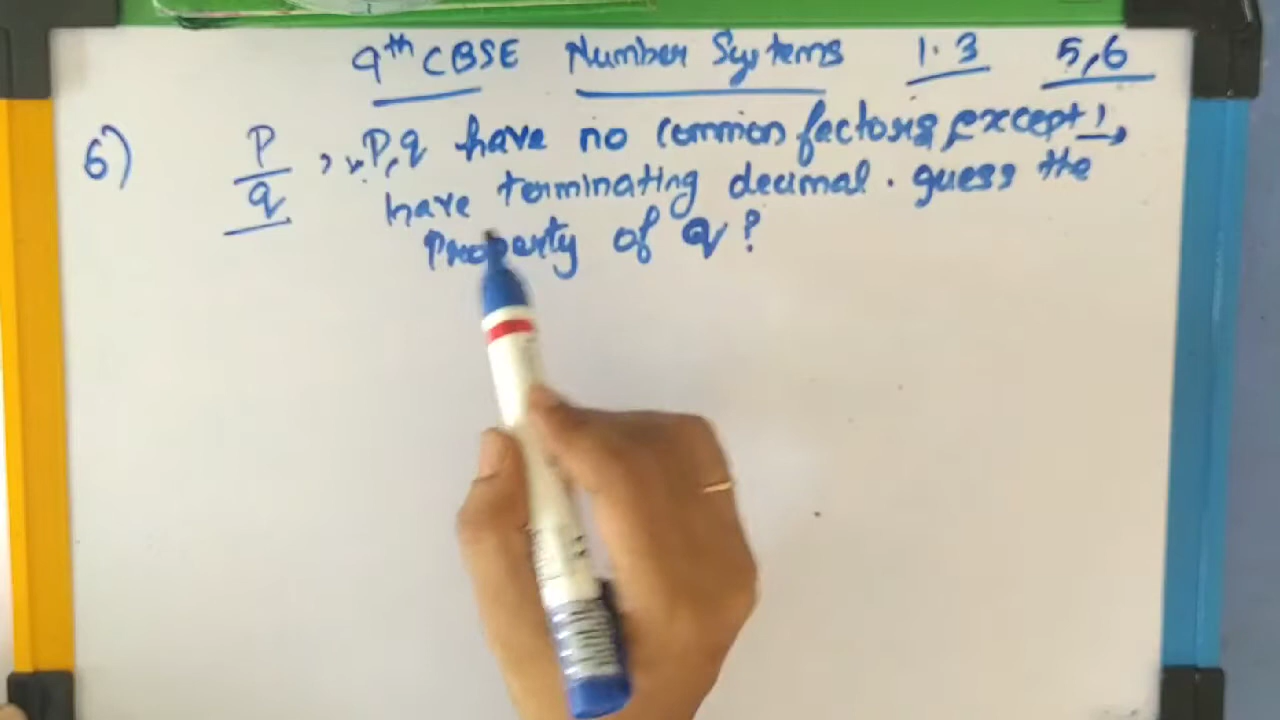 9th CBSE Number Systems 1.3 5,6
6) P/q , P,q have no common factors, except 1,
have terminating decimal. guess the
Property of q?